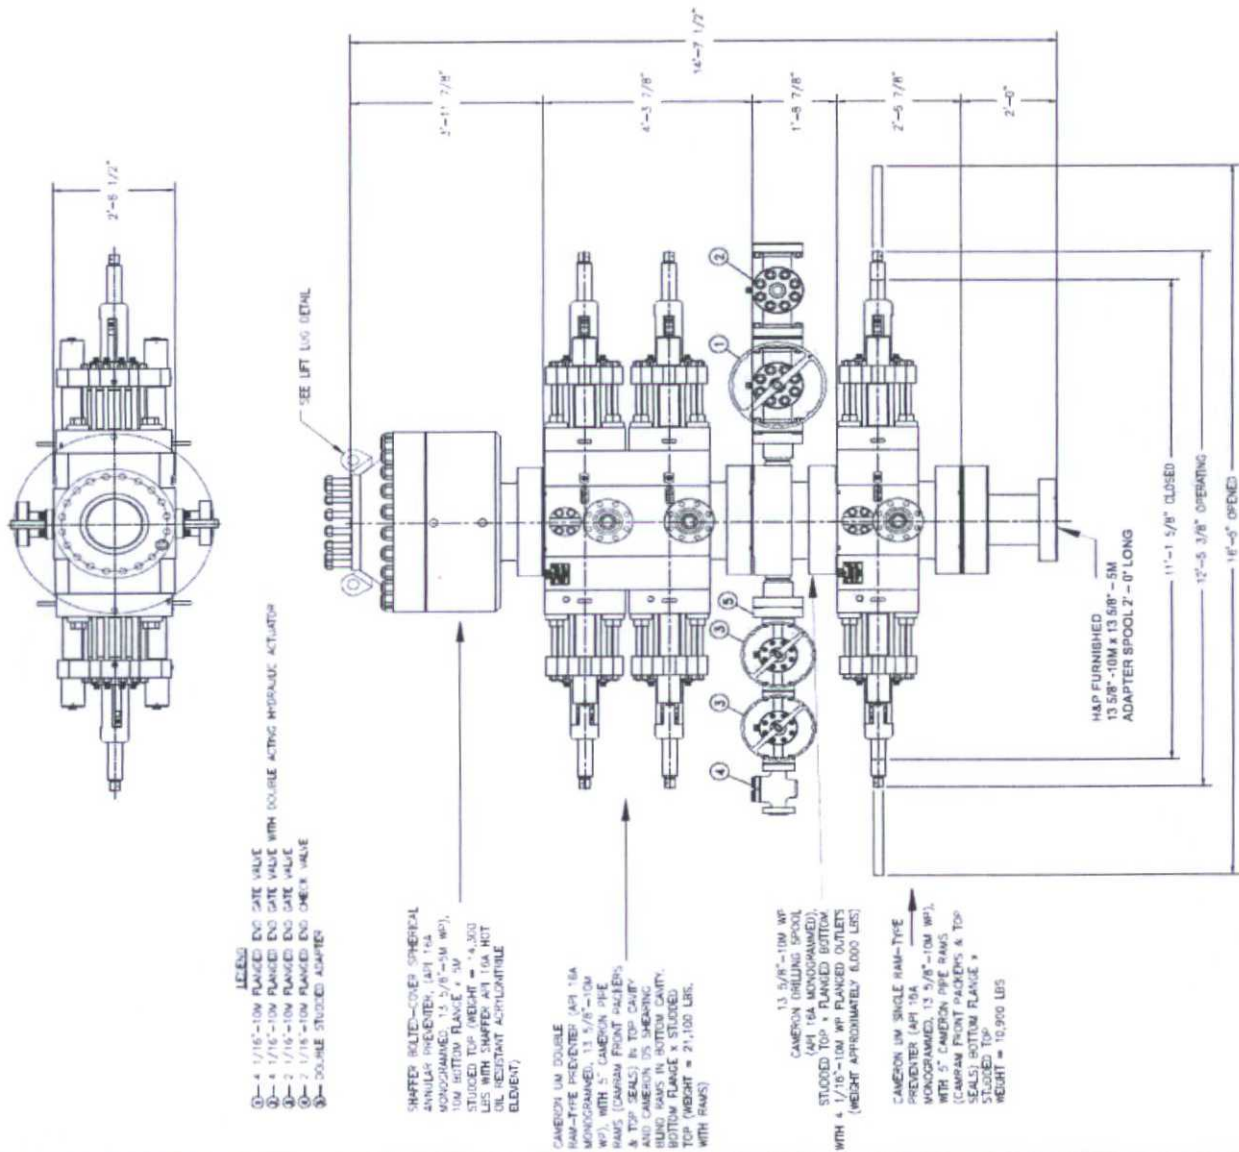 2'-8 1/2"
SEE LIFT LUG DETAIL
LEGEND
① — 4 1/16"-10M FLANGED END GATE VALVE
② — 4 1/16"-10M FLANGED END GATE VALVE WITH DOUBLE ACTING HYDRAULIC ACTUATOR
③ — 2 1/16"-10M FLANGED END GATE VALVE
④ — 2 1/16"-10M FLANGED END CHECK VALVE
⑤ — DOUBLE STUDDED ADAPTER
SHAFFER BOLTED-COVER SPHERICAL
ANNULAR PREVENTER, (API 16A
MONOGRAMMED, 13 5/8"-5M WP),
10M BOTTOM FLANGE x 5M
STUDDED TOP (WEIGHT = 14,300
LBS WITH SHAFFER API 16A HOT
OIL RESISTANT ACRYLONITRILE
ELEMENT)
CAMERON UM DOUBLE
RAM-TYPE PREVENTER (API 16A
MONOGRAMMED, 13 5/8"-10M
WP), WITH 5" CAMERON PIPE
RAMS (CAMRAM FRONT PACKERS
& TOP SEALS) IN TOP CAVITY
AND CAMERON DS SHEARING
BLIND RAMS IN BOTTOM CAVITY.
BOTTOM FLANGE x STUDDED
TOP (WEIGHT = 21,100 LBS.
WITH RAMS)
13 5/8"-10M WP
CAMERON DRILLING SPOOL
(API 16A MONOGRAMMED),
STUDDED TOP x FLANGED BOTTOM
WITH 4 1/16"-10M WP FLANGED OUTLETS
(WEIGHT APPROXIMATELY 6,000 LBS)
CAMERON UM SINGLE RAM-TYPE
PREVENTER (API 16A
MONOGRAMMED, 13 5/8"-10M WP),
WITH 5" CAMERON PIPE RAMS
(CAMRAM FRONT PACKERS & TOP
SEALS) BOTTOM FLANGE x
STUDDED TOP
WEIGHT = 10,900 LBS
① ② ③ ③ ④ ⑤
H&P FURNISHED
13 5/8" -10M x 13 5/8" - 5M
ADAPTER SPOOL 2' - 0" LONG
11'-1 5/8" CLOSED
12'-5 3/8" OPERATING
16'-5" OPENED
3'-11 7/8"
4'-3 7/8"
1'-8 7/8"
2'-6 7/8"
2'-0"
14'-7 1/2"